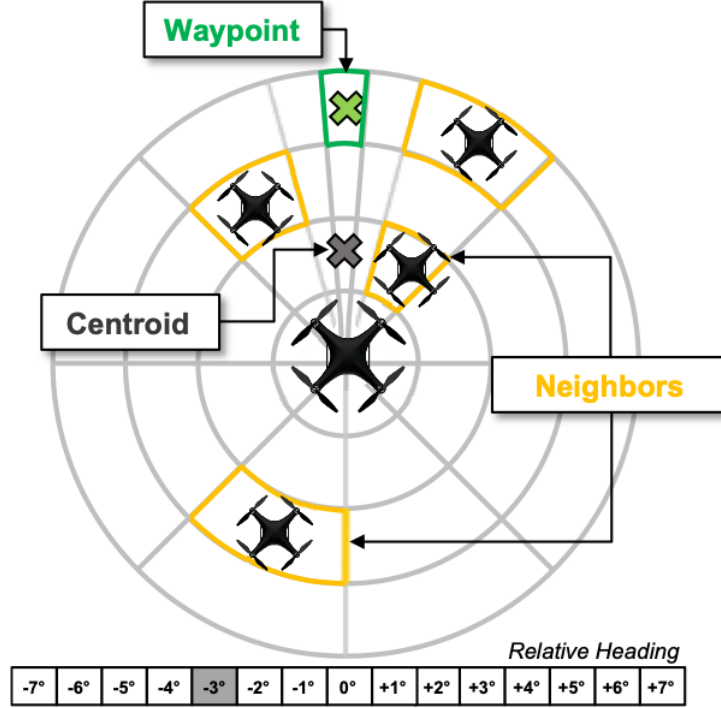 Waypoint
Centroid
Neighbors
Relative Heading
-7° -6° -5° -4° -3° -2° -1° 0° +1° +2° +3° +4° +5° +6° +7°